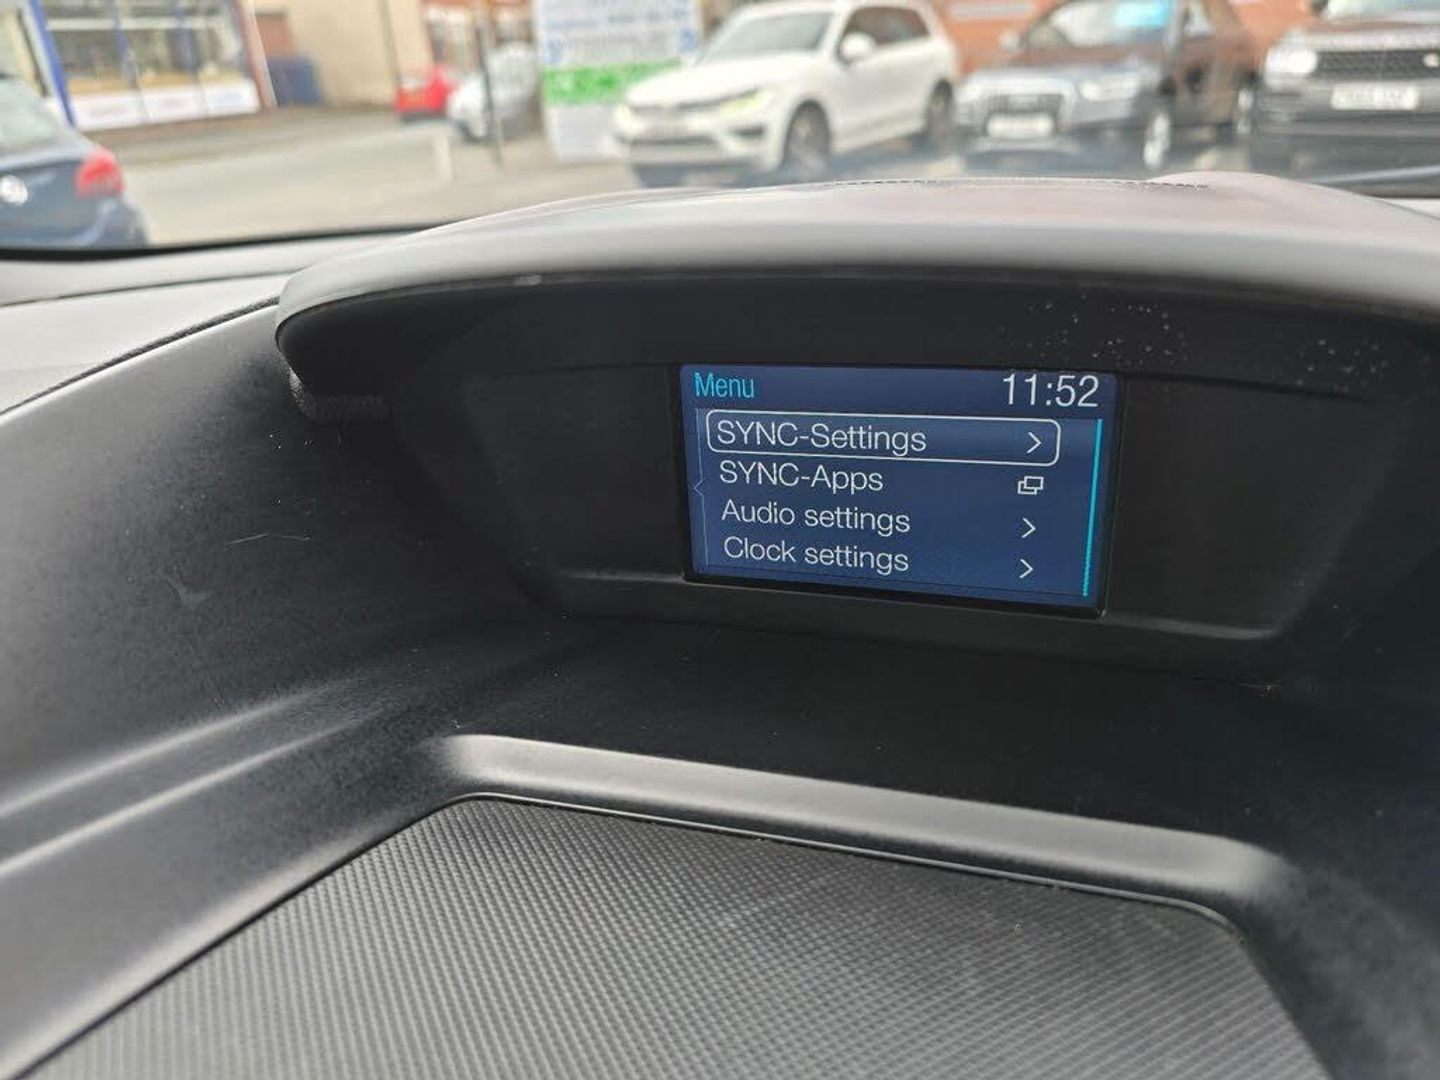 Menu 11:52
SYNC-Settings
SYNC-Apps
Audio settings
Clock settings